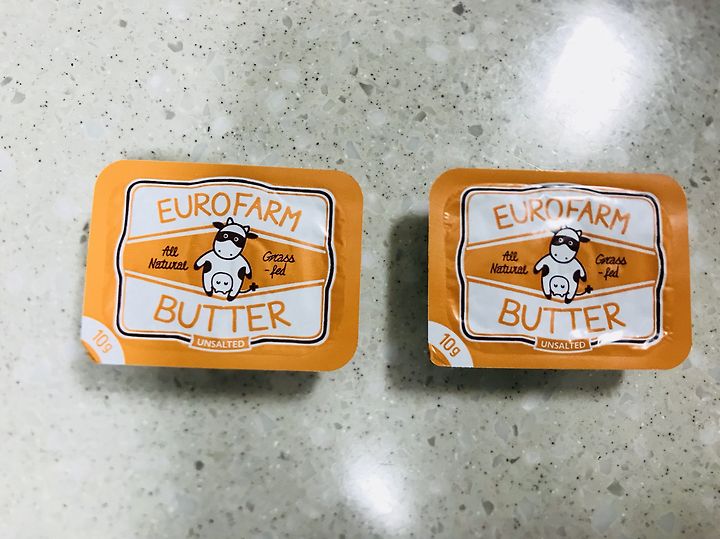 EUROFARM
All Natural
Grass -fed
BUTTER
UNSALTED
10g
EUROFARM
All Natural
Grass -fed
BUTTER
UNSALTED
10g